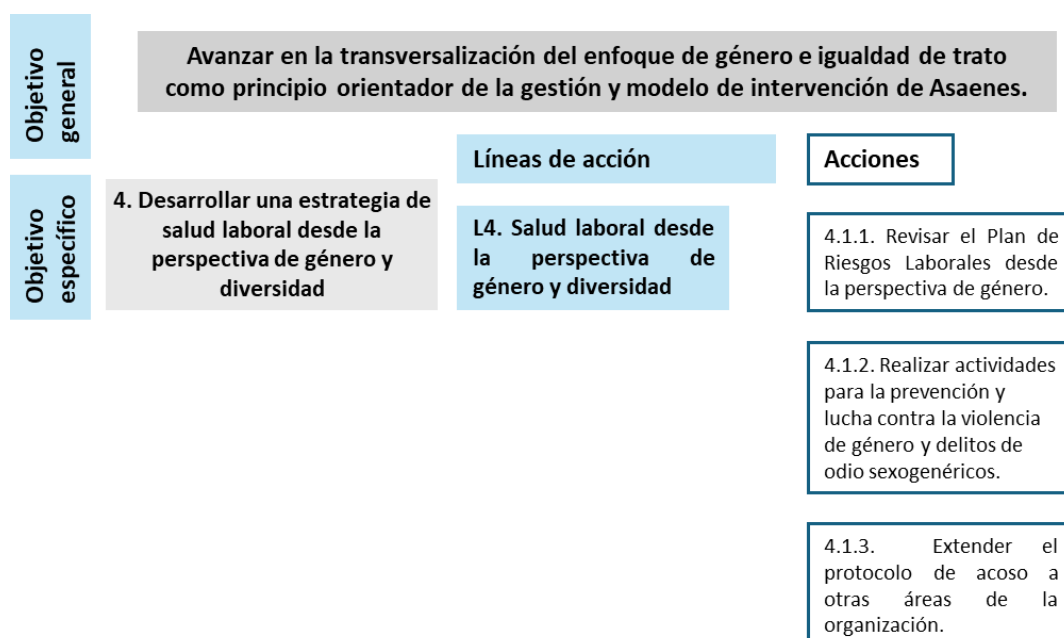 Objetivo
general
Avanzar en la transversalización del enfoque de género e igualdad de trato
como principio orientador de la gestión y modelo de intervención de Asaenes.
Líneas de acción
Acciones
Objetivo
específico
4. Desarrollar una estrategia de
salud laboral desde la
perspectiva de género y
diversidad
L4. Salud laboral desde
la perspectiva de
género y diversidad
4.1.1. Revisar el Plan de
Riesgos Laborales desde
la perspectiva de género.
4.1.2. Realizar actividades
para la prevención y
lucha contra la violencia
de género y delitos de
odio sexogenéricos.
4.1.3. Extender el
protocolo de acoso a
otras áreas de la
organización.